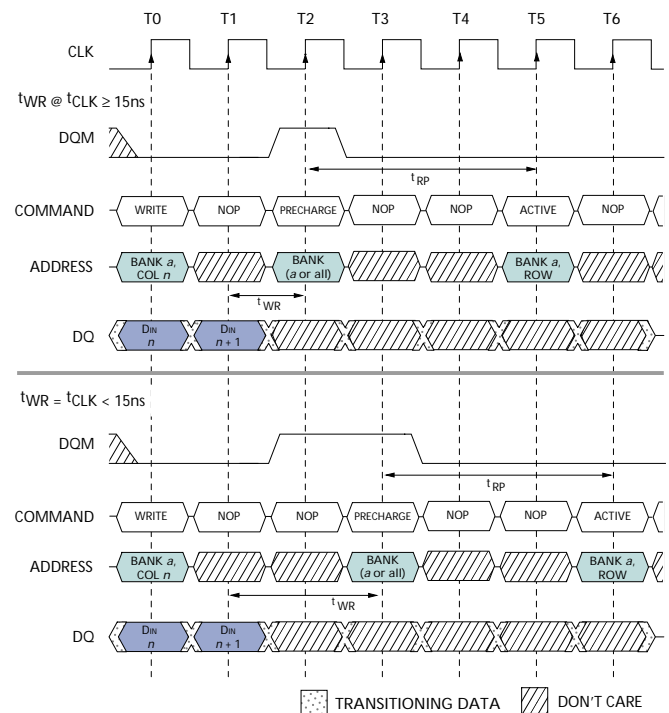 T0 T1 T2 T3 T4 T5 T6
CLK
tWR @ tCLK ≥ 15ns
DQM
tRP
COMMAND WRITE NOP PRECHARGE NOP NOP ACTIVE NOP
ADDRESS BANK a, COL n BANK (a or all) BANK a, ROW
tWR
DQ DIN n DIN n + 1
tWR = tCLK < 15ns
DQM
tRP
COMMAND WRITE NOP NOP PRECHARGE NOP NOP ACTIVE
ADDRESS BANK a, COL n BANK (a or all) BANK a, ROW
tWR
DQ DIN n DIN n + 1
TRANSITIONING DATA DON'T CARE